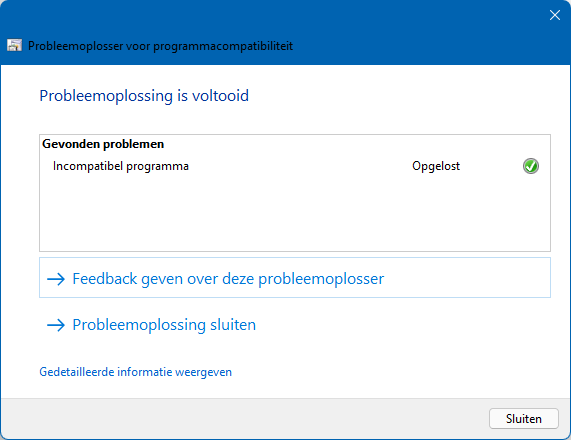 Probleemoplosser voor programmacompatibiliteit
Probleemoplossing is voltooid
Gevonden problemen
Incompatibel programma Opgelost
Feedback geven over deze probleemoplosser
Probleemoplossing sluiten
Gedetailleerde informatie weergeven
Sluiten